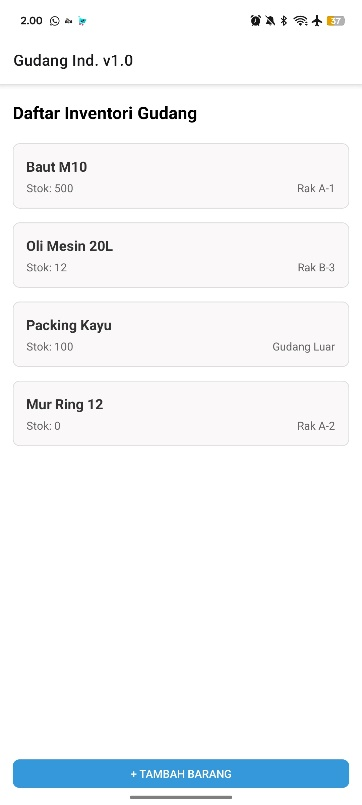 2.00
37
Gudang Ind. v1.0
Daftar Inventori Gudang
Baut M10
Stok: 500 Rak A-1
Oli Mesin 20L
Stok: 12 Rak B-3
Packing Kayu
Stok: 100 Gudang Luar
Mur Ring 12
Stok: 0 Rak A-2
+ TAMBAH BARANG